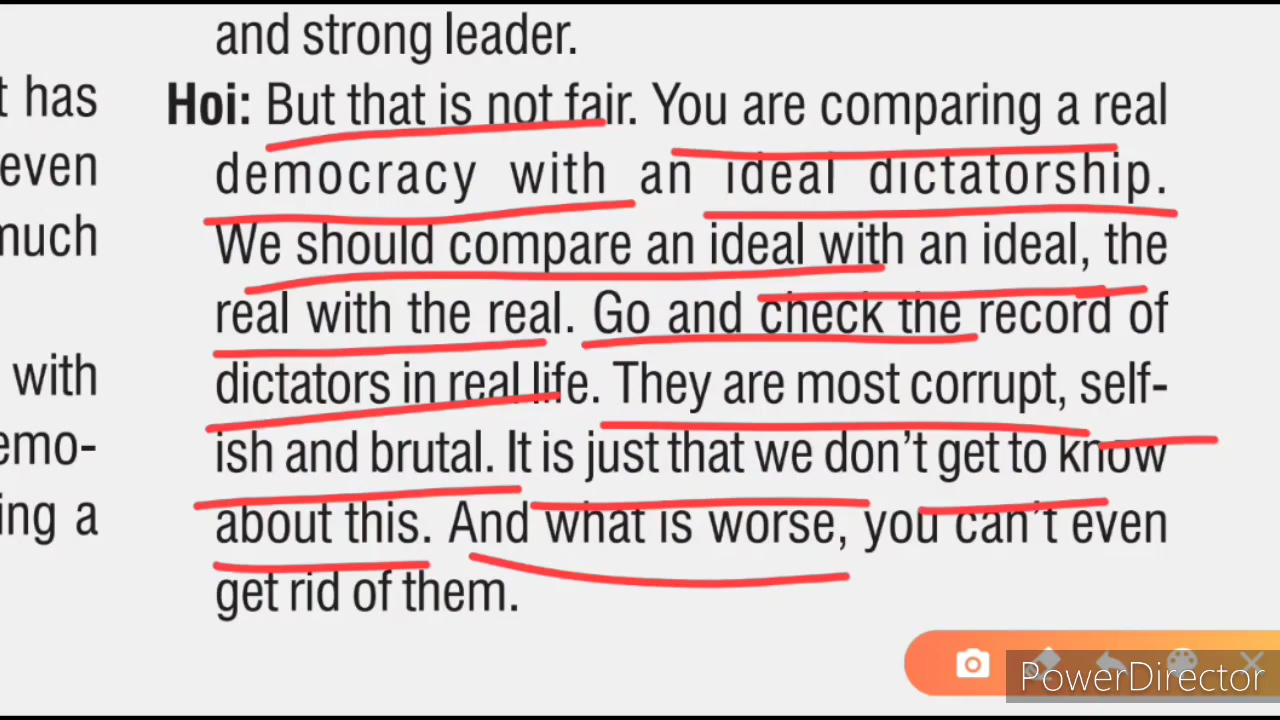 and strong leader.
t has
Hoi: But that is not fair. You are comparing a real
even
democracy with an ideal dictatorship.
much
We should compare an ideal with an ideal, the
real with the real. Go and check the record of
with
dictators in real life. They are most corrupt, self-
emo-
ish and brutal. It is just that we don't get to know
ing a
about this. And what is worse, you can't even
get rid of them.
PowerDirector